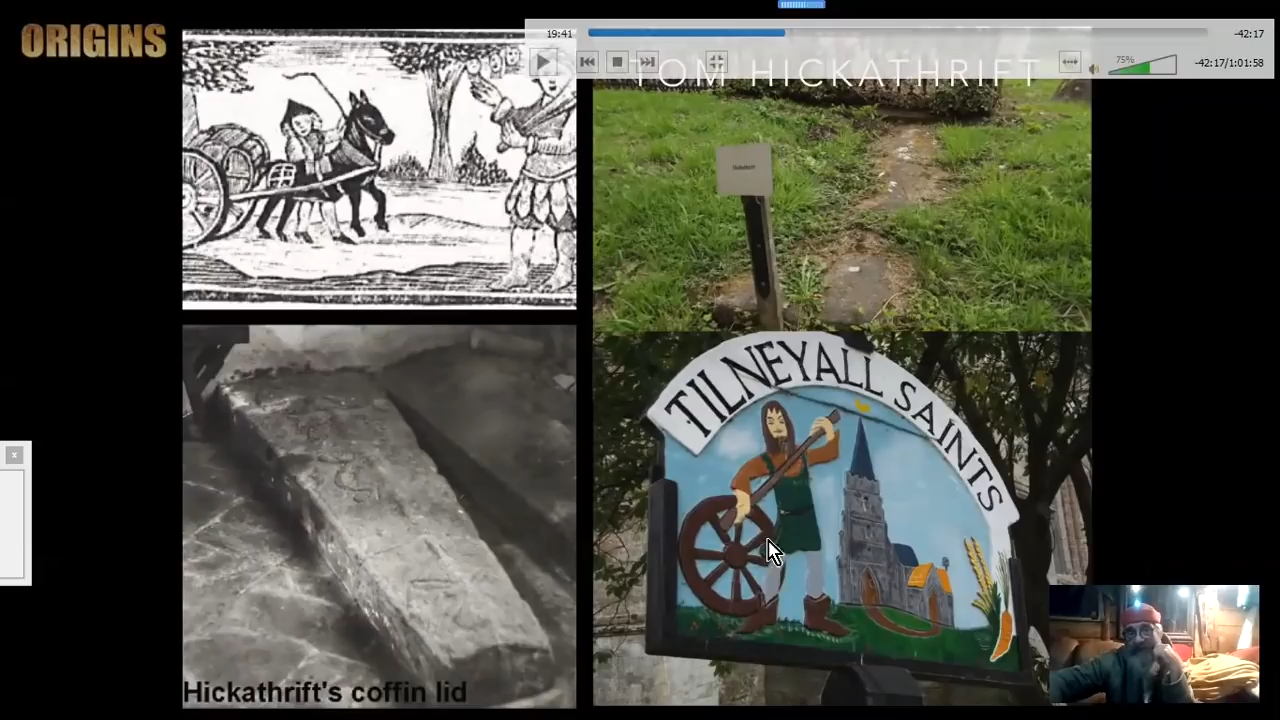 ORIGINS
19:41
-42:17
75%
-42:17/1:01:58
TOM HICKATHRIFT
TILNEY ALL SAINTS
Hickathrift's coffin lid
x